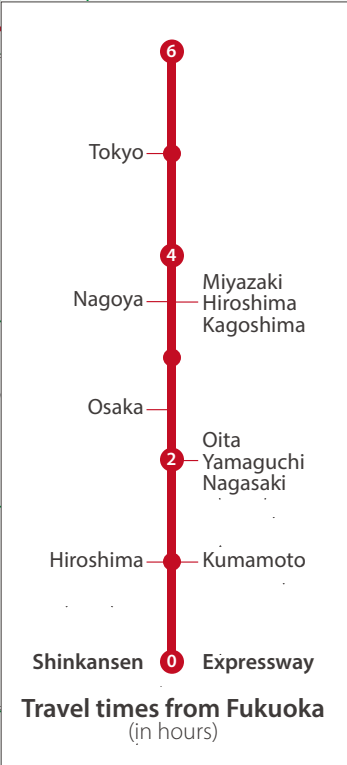 6
Tokyo
4
Nagoya
Miyazaki
Hiroshima
Kagoshima
Osaka
2
Oita
Yamaguchi
Nagasaki
Hiroshima
Kumamoto
Shinkansen 0 Expressway
Travel times from Fukuoka
(in hours)